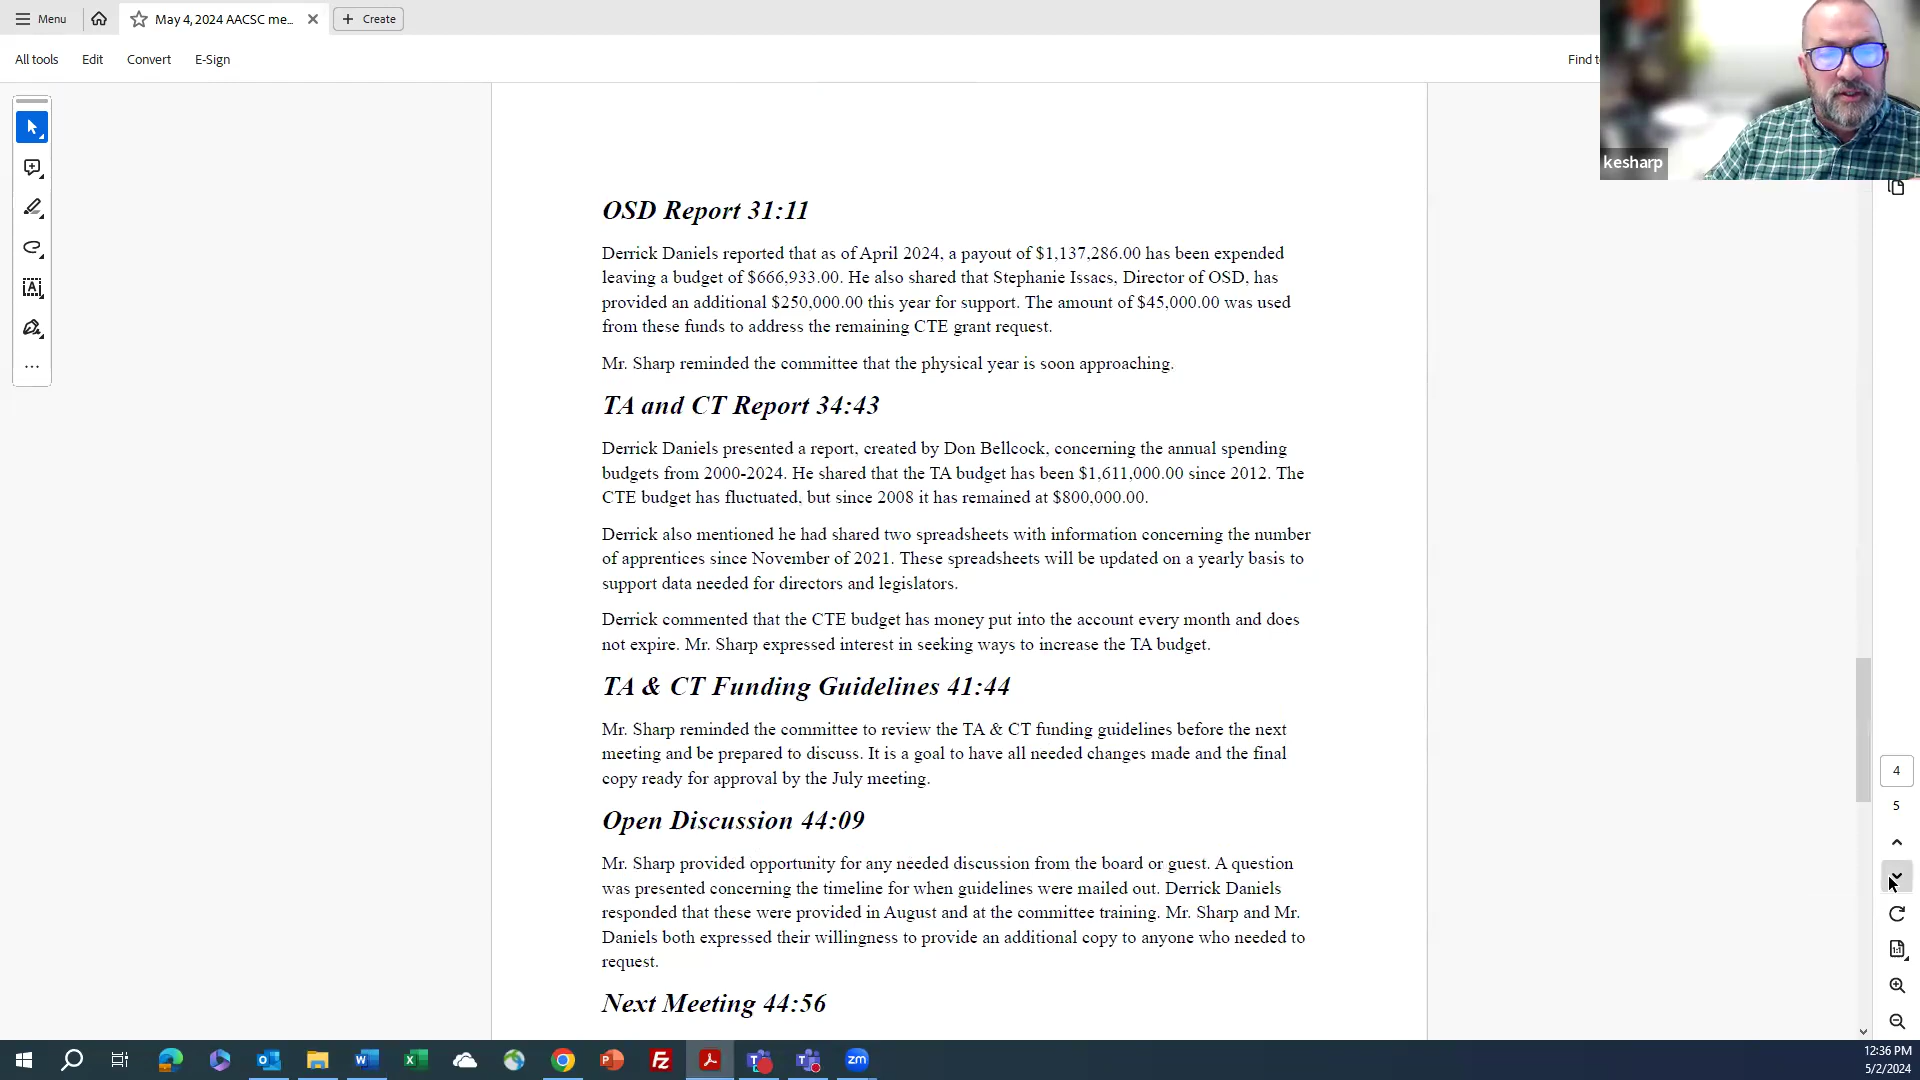 Menu
May 4, 2024 AACSC me...
Create
All tools
Edit
Convert
E-Sign
Find t
kesharp
OSD Report 31:11
Derrick Daniels reported that as of April 2024, a payout of $1,137,286.00 has been expended
leaving a budget of $666,933.00. He also shared that Stephanie Issacs, Director of OSD, has
provided an additional $250,000.00 this year for support. The amount of $45,000.00 was used
from these funds to address the remaining CTE grant request.
Mr. Sharp reminded the committee that the physical year is soon approaching.
TA and CT Report 34:43
Derrick Daniels presented a report, created by Don Bellcock, concerning the annual spending
budgets from 2000-2024. He shared that the TA budget has been $1,611,000.00 since 2012. The
CTE budget has fluctuated, but since 2008 it has remained at $800,000.00.
Derrick also mentioned he had shared two spreadsheets with information concerning the number
of apprentices since November of 2021. These spreadsheets will be updated on a yearly basis to
support data needed for directors and legislators.
Derrick commented that the CTE budget has money put into the account every month and does
not expire. Mr. Sharp expressed interest in seeking ways to increase the TA budget.
TA & CT Funding Guidelines 41:44
Mr. Sharp reminded the committee to review the TA & CT funding guidelines before the next
meeting and be prepared to discuss. It is a goal to have all needed changes made and the final
copy ready for approval by the July meeting.
Open Discussion 44:09
Mr. Sharp provided opportunity for any needed discussion from the board or guest. A question
was presented concerning the timeline for when guidelines were mailed out. Derrick Daniels
responded that these were provided in August and at the committee training. Mr. Sharp and Mr.
Daniels both expressed their willingness to provide an additional copy to anyone who needed to
request.
Next Meeting 44:56
4
5
12:36 PM
5/2/2024